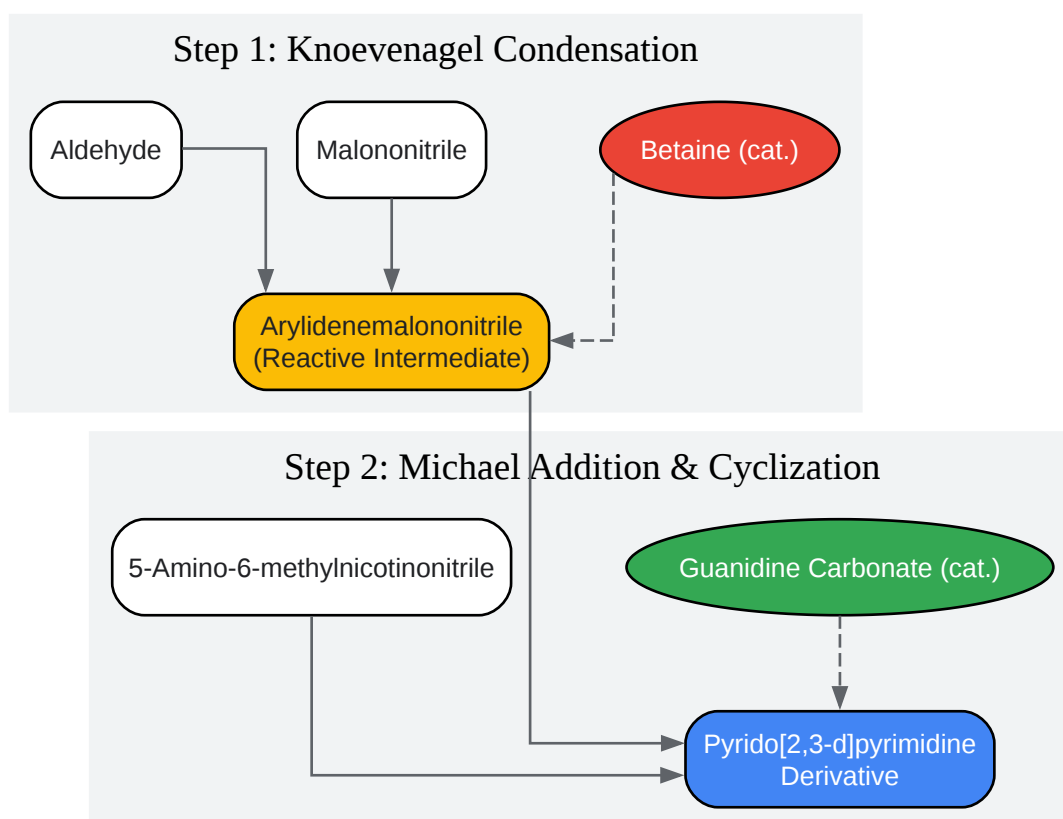 Step 1: Knoevenagel Condensation
Aldehyde
Malononitrile
Betaine (cat.)
Arylidenemalononitrile
(Reactive Intermediate)
Step 2: Michael Addition & Cyclization
5-Amino-6-methylnicotinonitrile
Guanidine Carbonate (cat.)
Pyrido[2,3-d]pyrimidine
Derivative